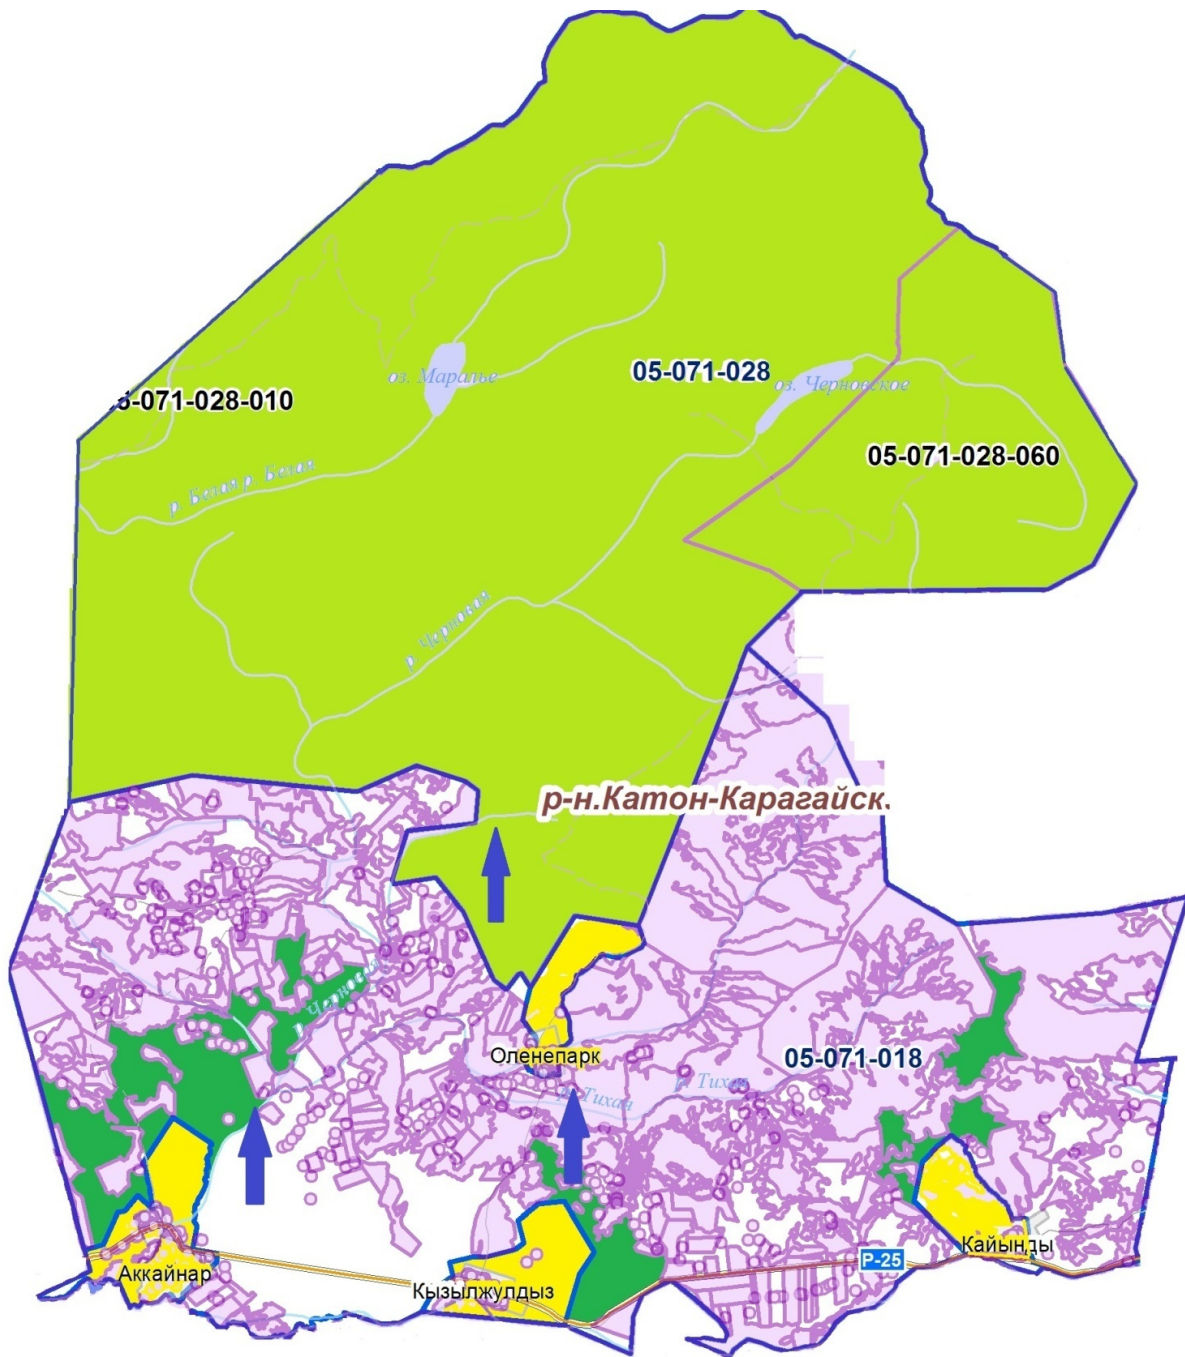 оз. Маралье
05-071-028
оз. Черновское
-071-028-010
05-071-028-060
р. Белая р. Белая
р. Черновая
р-н.Катон-Карагайск.
р. Черновая
Оленепарк
05-071-018
р. Тихая
р. Тихая
Аккайнар
Кызылжулдыз
Р-25
Кайынды